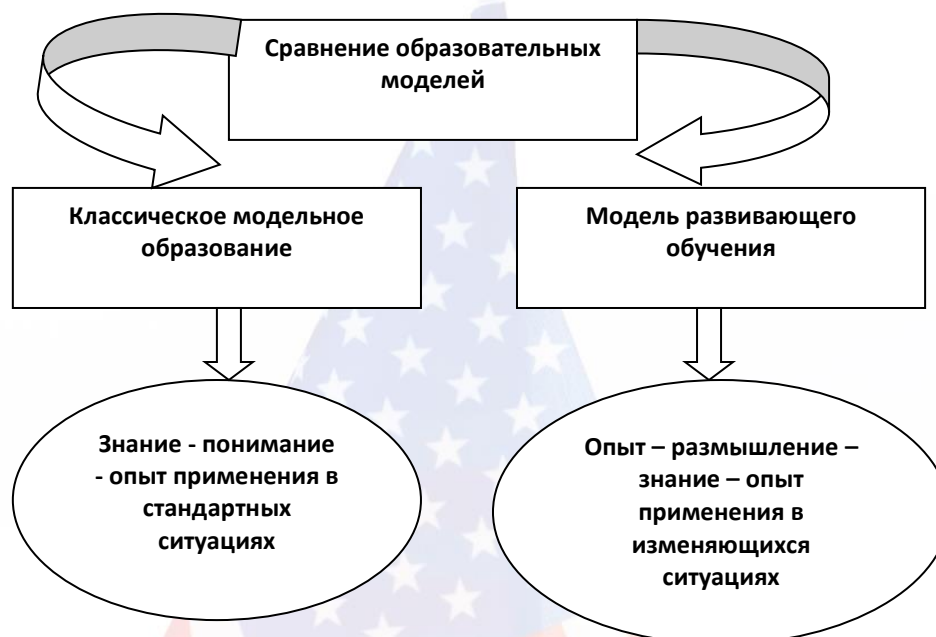 Сравнение образовательных
моделей
Классическое модельное
образование
Модель развивающего
обучения
Знание - понимание
- опыт применения в
стандартных
ситуациях
Опыт – размышление –
знание – опыт
применения в
изменяющихся
ситуациях